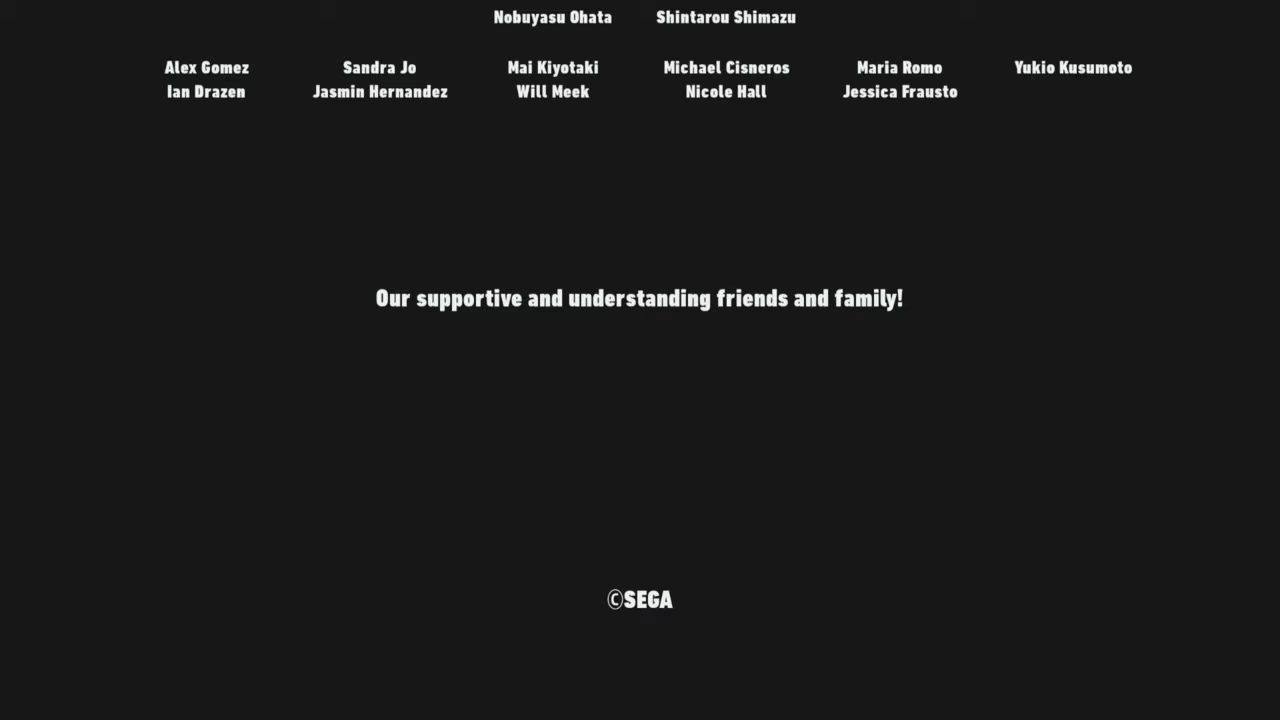 Nobuyasu Ohata Shintarou Shimazu
Alex Gomez Sandra Jo Mai Kiyotaki Michael Cisneros Maria Romo Yukio Kusumoto
Ian Drazen Jasmin Hernandez Will Meek Nicole Hall Jessica Frausto
Our supportive and understanding friends and family!
©SEGA